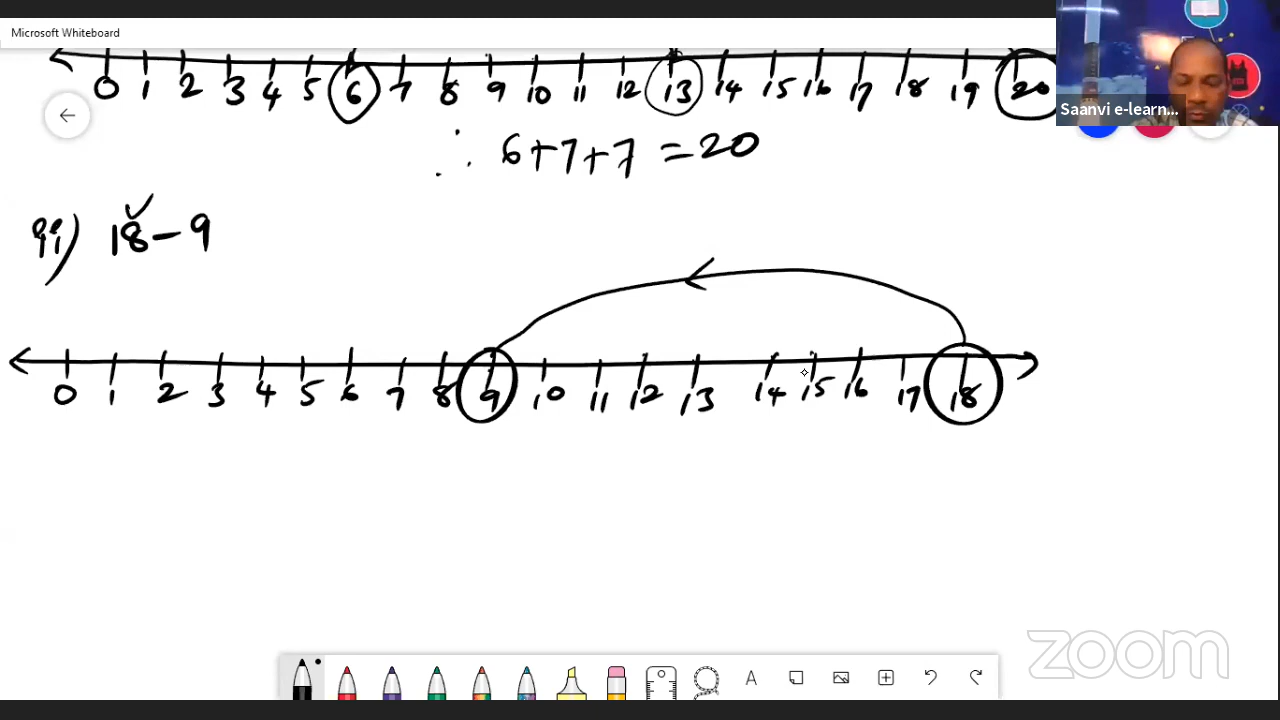 Microsoft Whiteboard
0 1 2 3 4 5 6 7 8 9 10 11 12 13 14 15 16 17 18 19 20
Saanvi e-learn...
∴ 6+7+7 =20
ii) 18-9
0 1 2 3 4 5 6 7 8 9 10 11 12 13 14 15 16 17 18
zoom
A